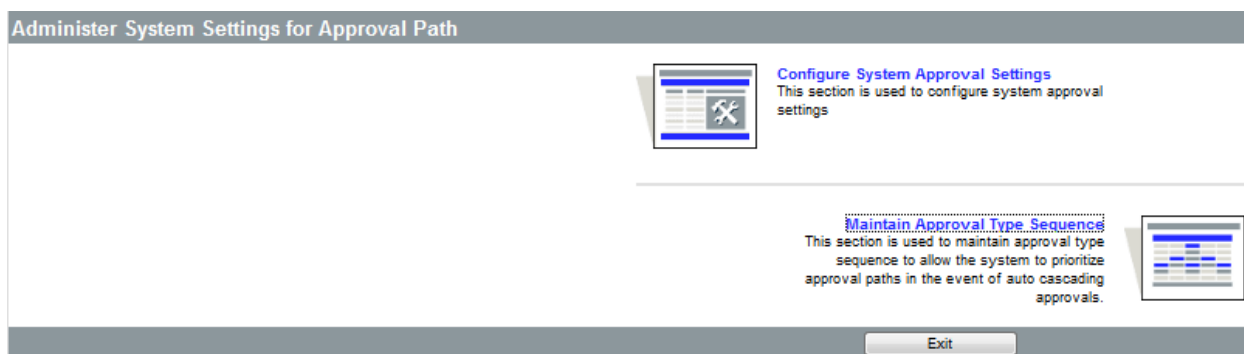 Administer System Settings for Approval Path
Configure System Approval Settings
This section is used to configure system approval
settings
Maintain Approval Type Sequence
This section is used to maintain approval type
sequence to allow the system to prioritize
approval paths in the event of auto cascading
approvals.
Exit